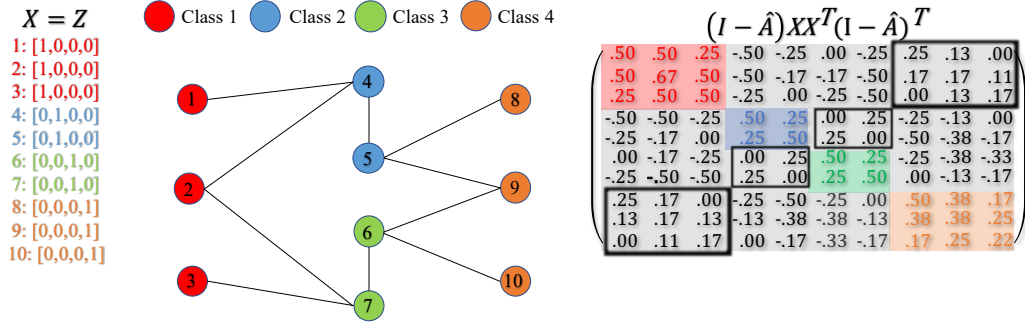 X = Z
1: [1,0,0,0]
2: [1,0,0,0]
3: [1,0,0,0]
4: [0,1,0,0]
5: [0,1,0,0]
6: [0,0,1,0]
7: [0,0,1,0]
8: [0,0,0,1]
9: [0,0,0,1]
10: [0,0,0,1]
Class 1 Class 2 Class 3 Class 4
1
2
3
4
5
6
7
8
9
10
(I − Â)XXᵀ(I − Â)ᵀ
.50 .50 .25 -.50 -.25 .00 -.25 .25 .13 .00
.50 .67 .50 -.50 -.17 -.17 -.50 .17 .17 .11
.25 .50 .50 -.25 .00 -.25 -.50 .00 .13 .17
-.50 -.50 -.25 .50 .25 .00 .25 -.25 -.13 .00
-.25 -.17 .00 .25 .50 .25 .00 -.50 -.38 -.17
.00 -.17 -.25 .00 .25 .50 .25 -.25 -.38 -.33
-.25 -.50 -.50 .25 .00 .25 .50 .00 -.13 -.17
.25 .17 .00 -.25 -.50 -.25 .00 .50 .38 .17
.13 .17 .13 -.13 -.38 -.38 -.13 .38 .38 .25
.00 .11 .17 .00 -.17 -.33 -.17 .17 .25 .22